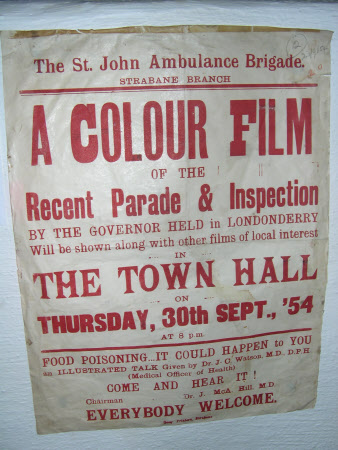 The St. John Ambulance Brigade.
STRABANE BRANCH
A COLOUR FILM
OF THE
Recent Parade & Inspection
BY THE GOVERNOR HELD in LONDONDERRY
Will be shown along with other films of local interest
IN
THE TOWN HALL
ON
THURSDAY, 30th SEPT., '54
AT 8 p.m.
FOOD POISONING...IT COULD HAPPEN to YOU
an ILLUSTRATED TALK Given by Dr. J. C. Watson, M.D., D.P.H.
(Medical Officer of Health)
COME AND HEAR IT !
Chairman Dr. J. McA. Hill, M.D.
EVERYBODY WELCOME.